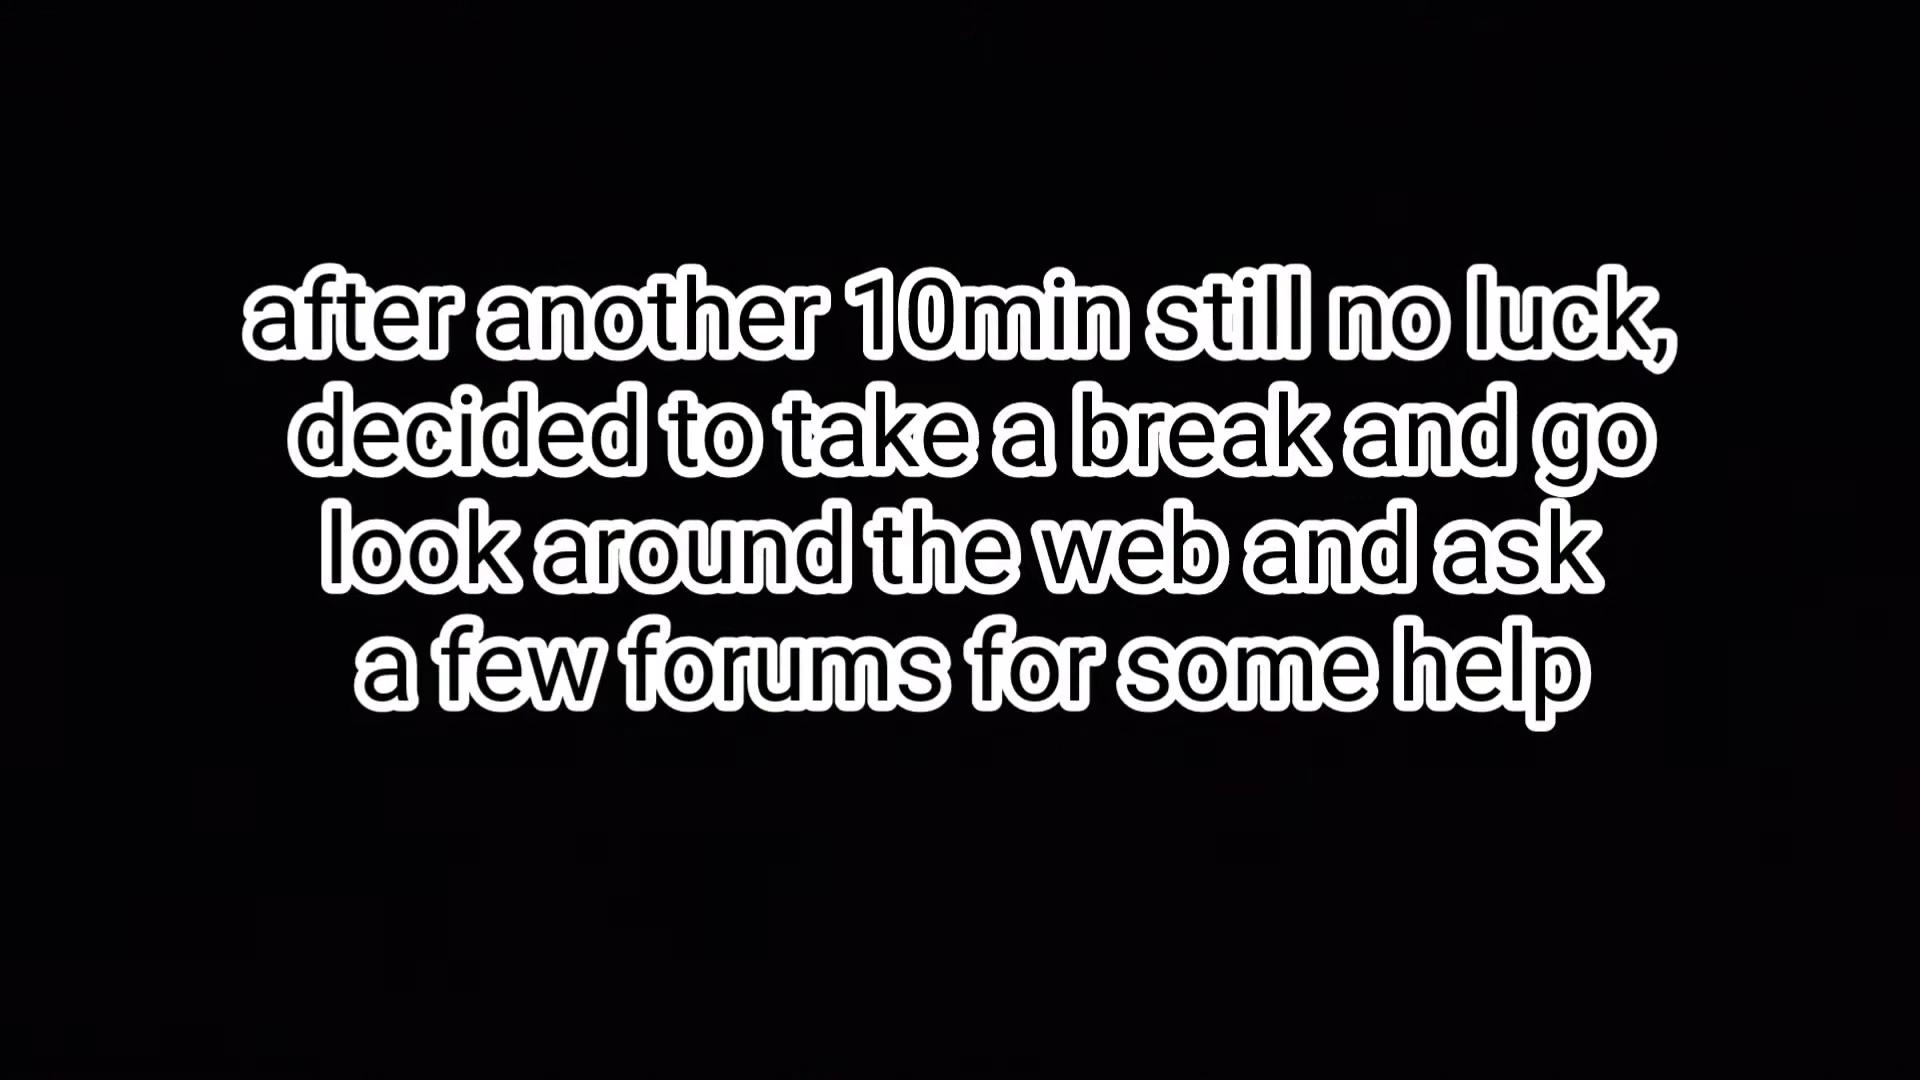 after another 10min still no luck,
decided to take a break and go
look around the web and ask
a few forums for some help